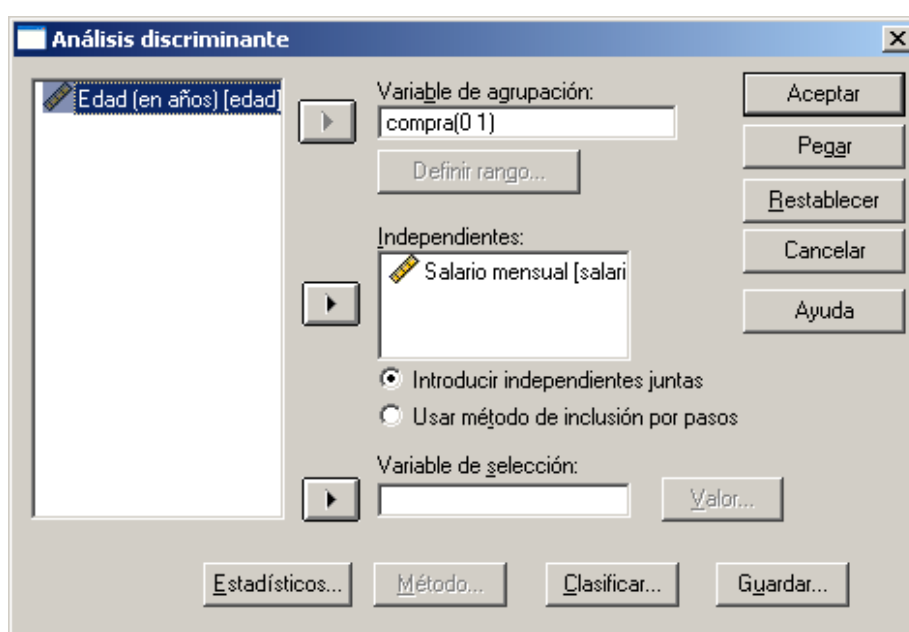 Análisis discriminante
Edad (en años) [edad]
Variable de agrupación:
compra(0 1)
Definir rango...
Independientes:
Salario mensual [salari
Introducir independientes juntas
Usar método de inclusión por pasos
Variable de selección:
Valor...
Aceptar
Pegar
Restablecer
Cancelar
Ayuda
Estadísticos...
Método...
Clasificar...
Guardar...